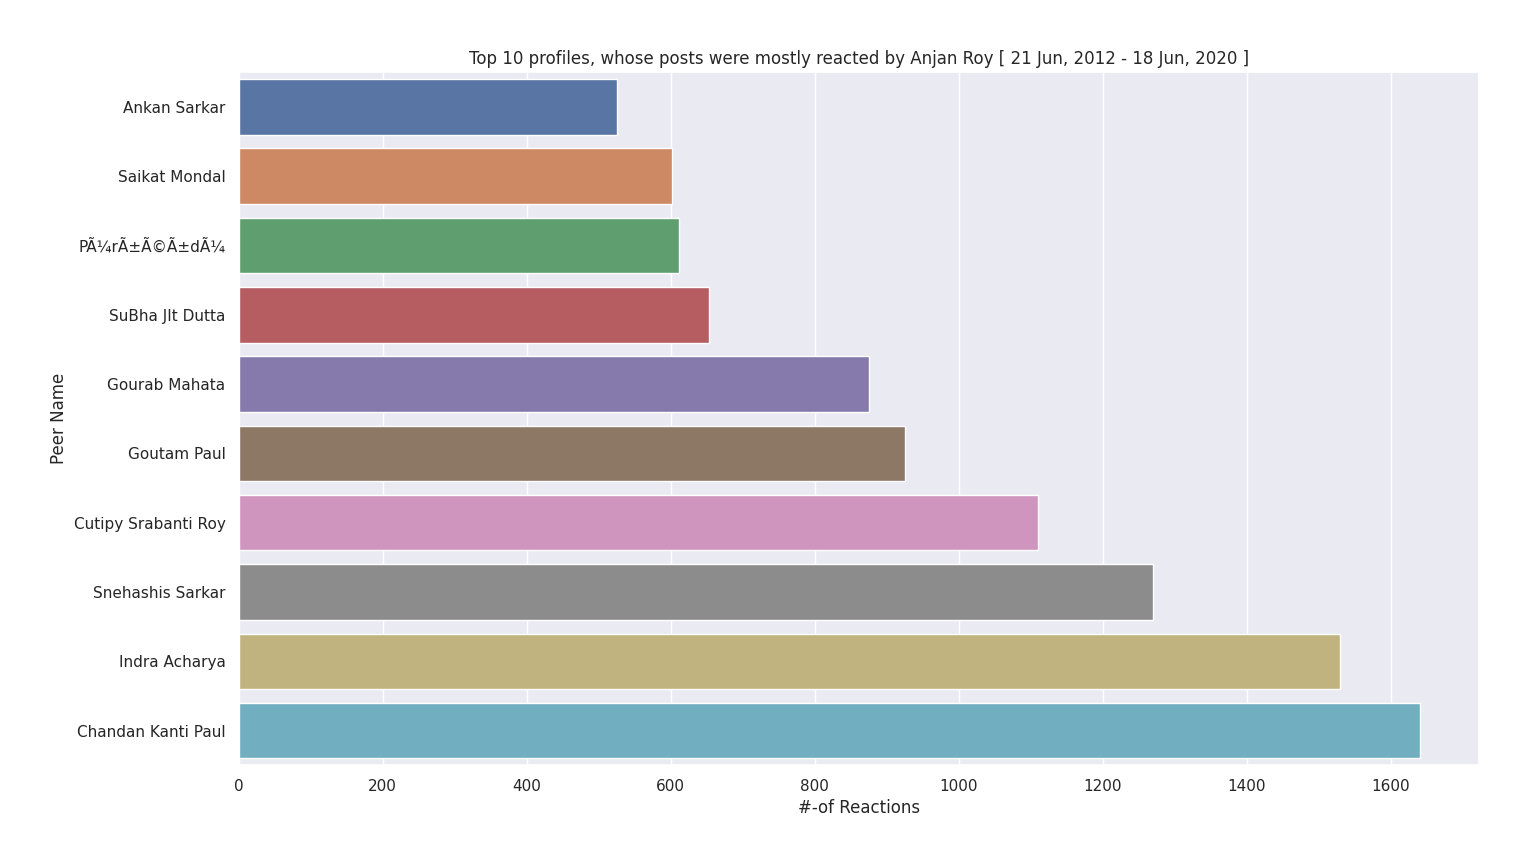 Top 10 profiles, whose posts were mostly reacted by Anjan Roy [ 21 Jun, 2012 - 18 Jun, 2020 ]
Peer Name
Ankan Sarkar
Saikat Mondal
PÃ¼rÃ±Ã©Ã±dÃ¼
SuBha JIt Dutta
Gourab Mahata
Goutam Paul
Cutipy Srabanti Roy
Snehashis Sarkar
Indra Acharya
Chandan Kanti Paul
0 200 400 600 800 1000 1200 1400 1600
#-of Reactions